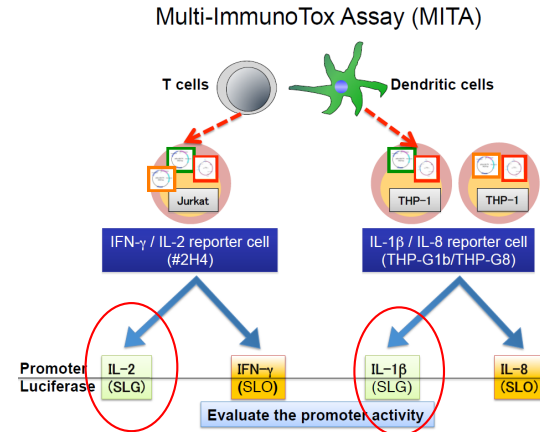 Multi-ImmunoTox Assay (MITA)
T cells
Dendritic cells
Jurkat
THP-1
THP-1
IFN-γ / IL-2 reporter cell
(#2H4)
IL-1β / IL-8 reporter cell
(THP-G1b/THP-G8)
Promoter
Luciferase
IL-2
(SLG)
IFN-γ
(SLO)
IL-1β
(SLG)
IL-8
(SLO)
Evaluate the promoter activity